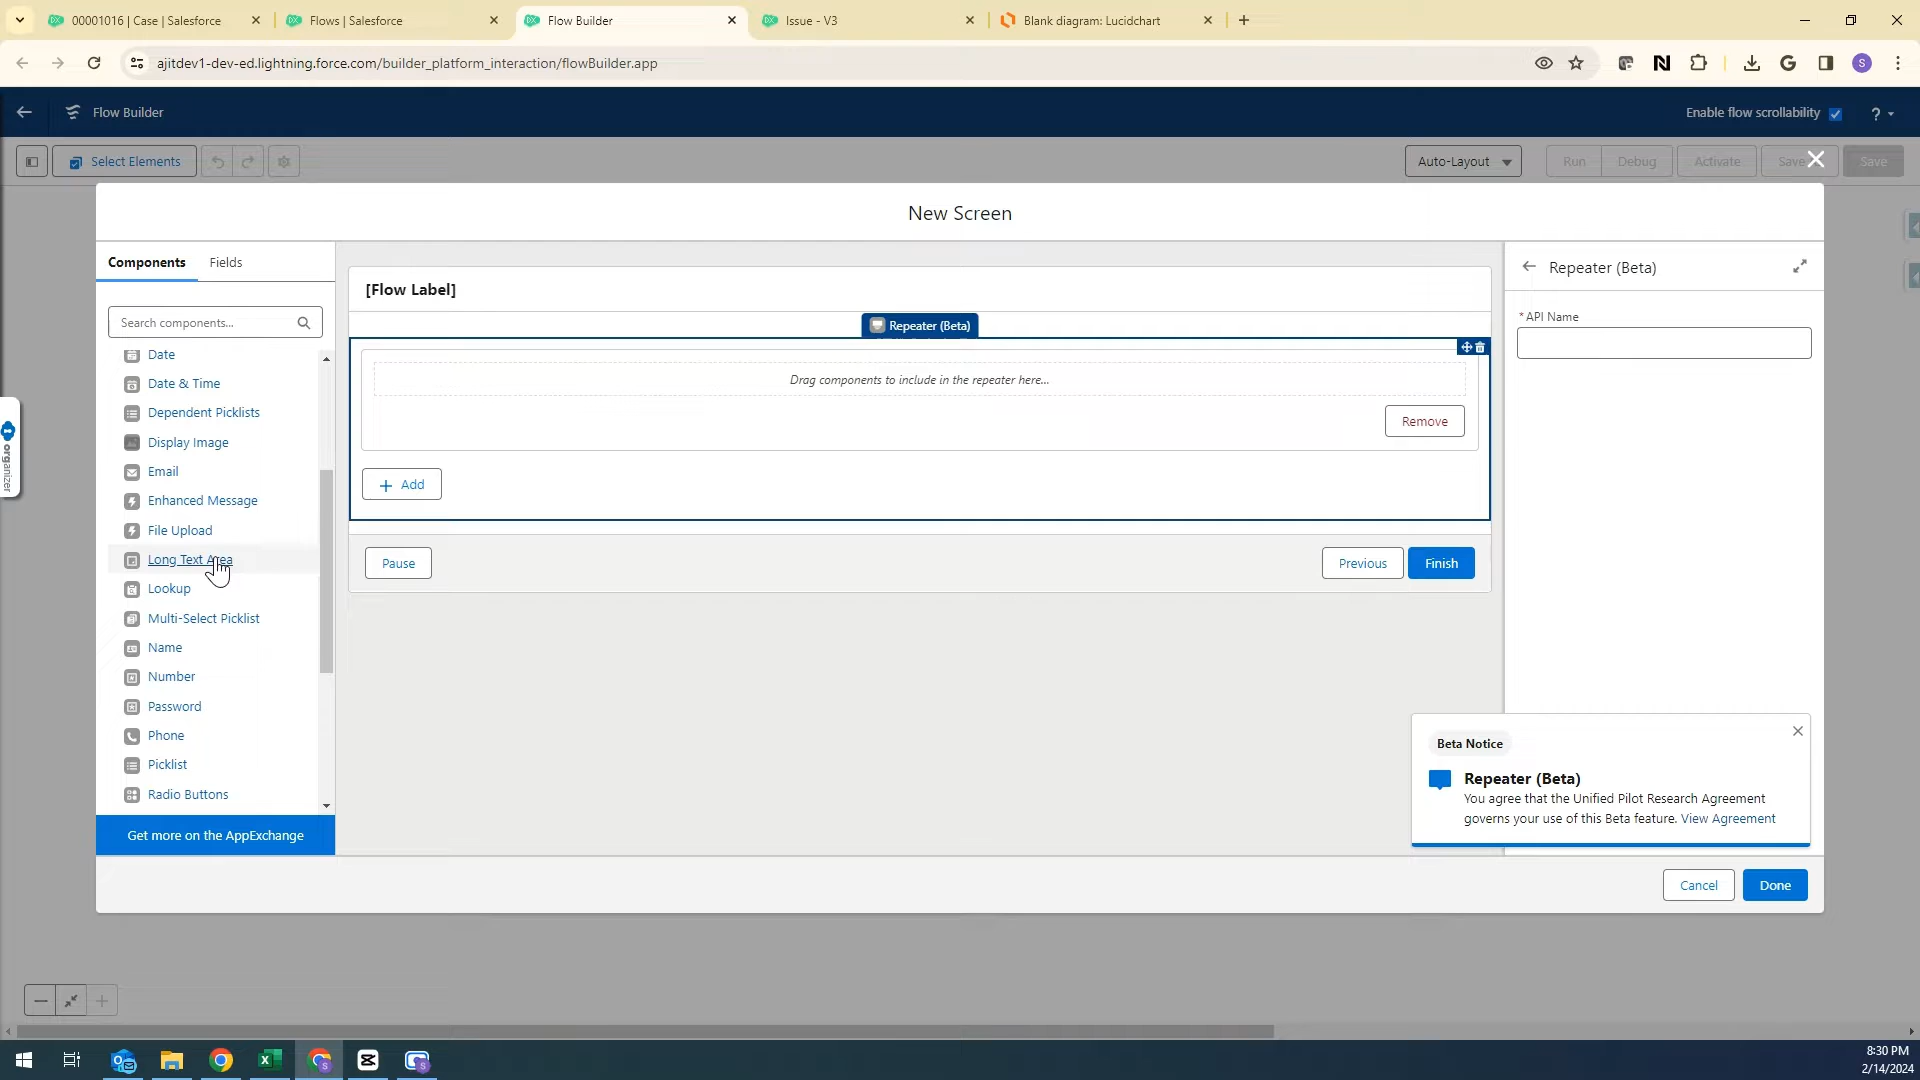 00001016 | Case | Salesforce
Flows | Salesforce
Flow Builder
Issue - V3
Blank diagram: Lucidchart
ajitdev1-dev-ed.lightning.force.com/builder_platform_interaction/flowBuilder.app
S
Flow Builder
Enable flow scrollability
?
Select Elements
Auto-Layout
Run
Debug
Activate
Save
Save
New Screen
Components
Fields
Search components...
Date
Date & Time
Dependent Picklists
Display Image
Email
Enhanced Message
File Upload
Long Text Area
Lookup
Multi-Select Picklist
Name
Number
Password
Phone
Picklist
Radio Buttons
Get more on the AppExchange
organizer
[Flow Label]
Repeater (Beta)
Drag components to include in the repeater here...
Remove
+ Add
Pause
Previous
Finish
Repeater (Beta)
* API Name
Beta Notice
Repeater (Beta)
You agree that the Unified Pilot Research Agreement
governs your use of this Beta feature. View Agreement
Cancel
Done
8:30 PM
2/14/2024